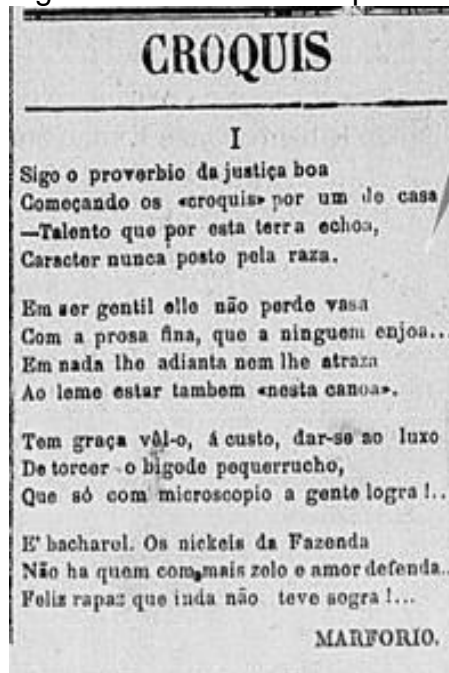 CROQUIS
I
Sigo o proverbio da justiça boa
Começando os «croquis» por um de casa
—Talento que por esta terra echoa,
Caracter nunca posto pela raza.
Em ser gentil elle não perde vasa
Com a prosa fina, que a ninguem enjoa...
Em nada lhe adianta nem lhe atraza
Ao leme estar tambem «nesta canoa».
Tem graça vêl-o, á custo, dar-se ao luxo
De torcer o bigode pequerrucho,
Que só com microscopio a gente logra!..
E' bacharel. Os nickeis da Fazenda
Não ha quem com mais zelo e amor defenda..
Feliz rapaz que inda não teve sogra!...
MARFORIO.